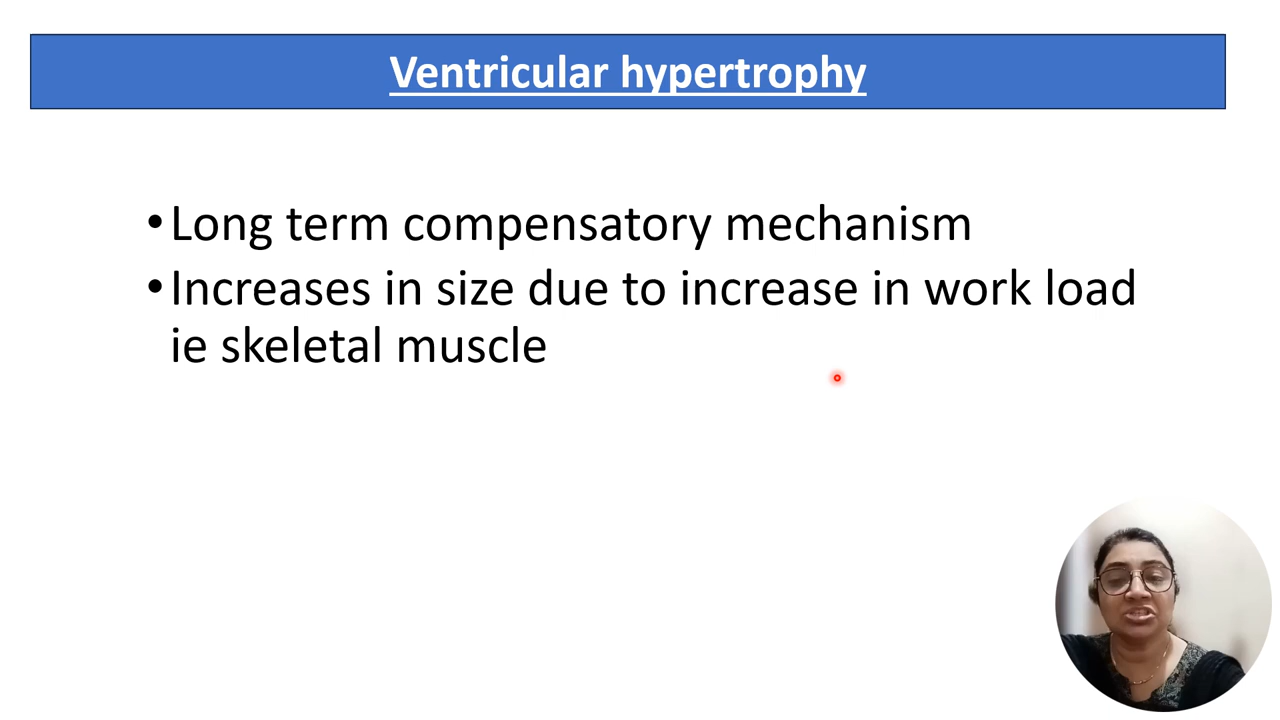 Ventricular hypertrophy
•Long term compensatory mechanism
•Increases in size due to increase in work load
ie skeletal muscle